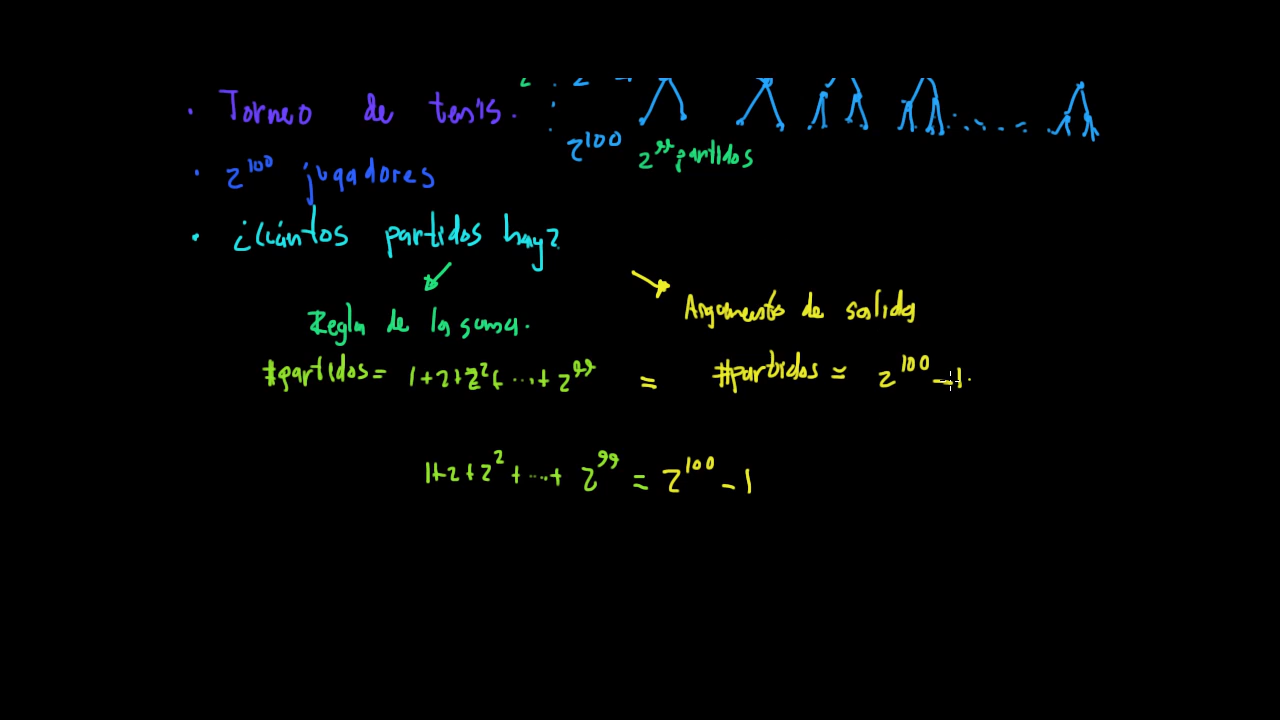 · Torneo de tenis.
2^100 2^99 partidos
· 2^100 jugadores
· ¿Cuántos partidos hay?
Regla de la suma.
Argumento de salida
#partidos = 1+2+2^2+...+2^99 = #partidos = 2^100 - 1.
1+2+2^2+...+2^99 = 2^100 - 1